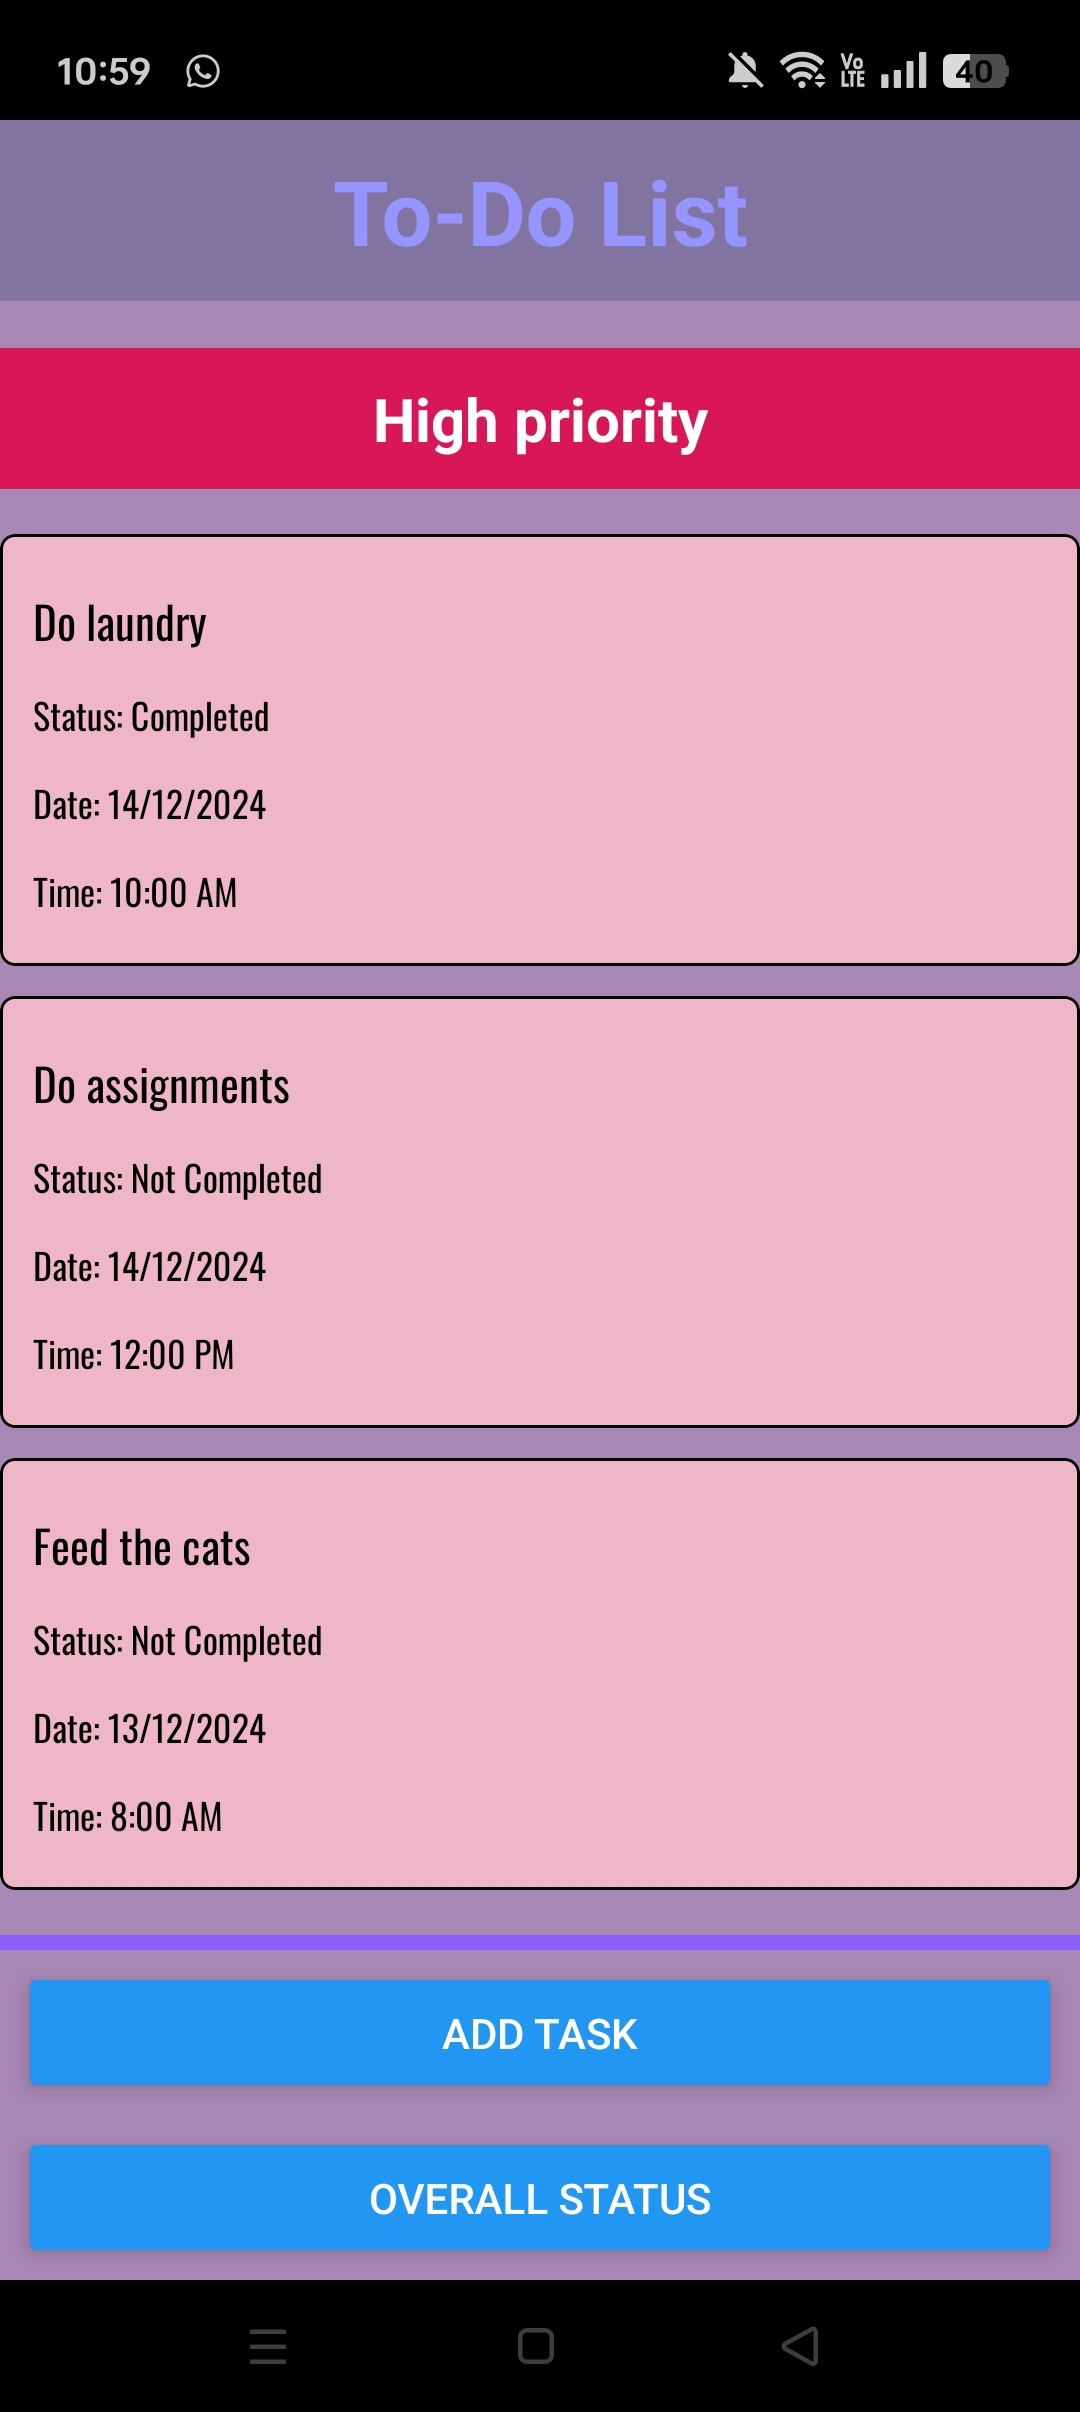 10:59
Vo
LTE
40
To-Do List
High priority
Do laundry
Status: Completed
Date: 14/12/2024
Time: 10:00 AM
Do assignments
Status: Not Completed
Date: 14/12/2024
Time: 12:00 PM
Feed the cats
Status: Not Completed
Date: 13/12/2024
Time: 8:00 AM
ADD TASK
OVERALL STATUS